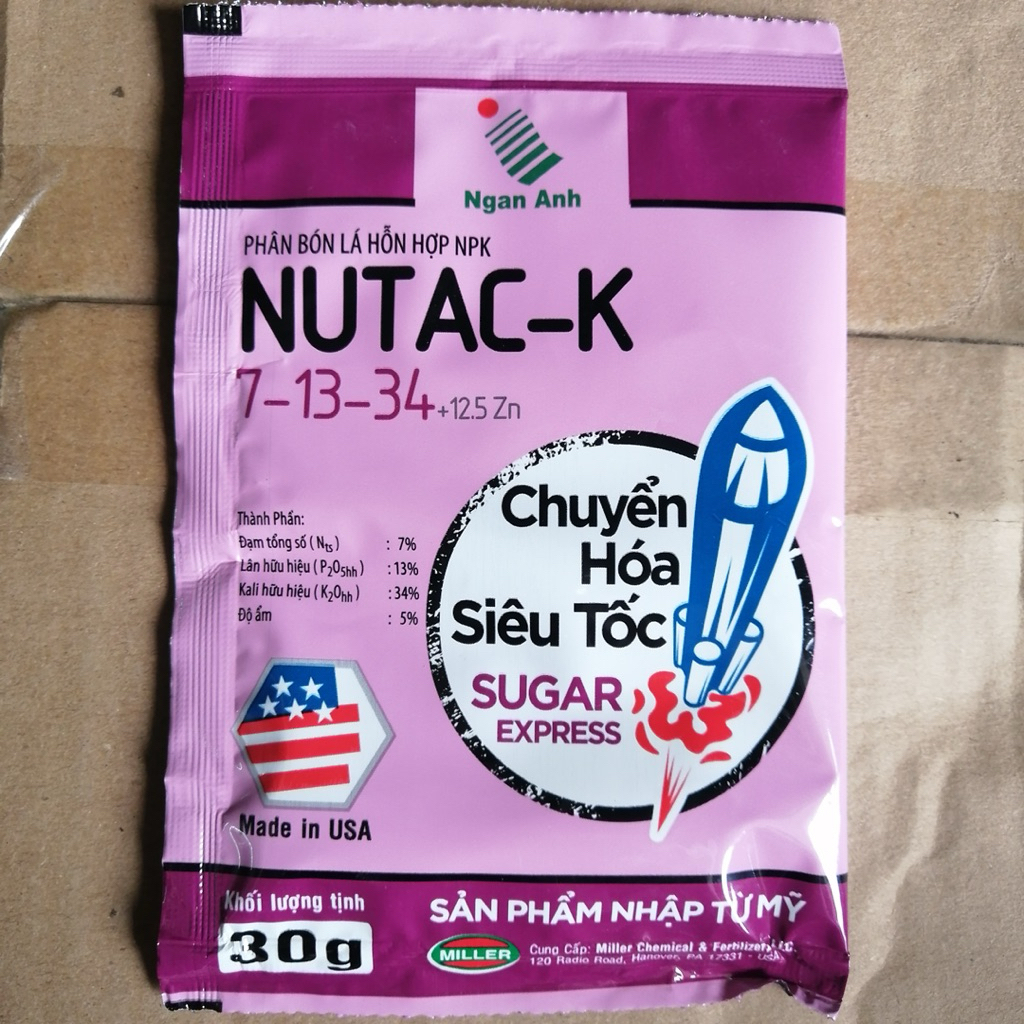 Ngan Anh
PHÂN BÓN LÁ HỖN HỢP NPK
NUTAC-K
7-13-34 +12.5 Zn
Thành Phần:
Đạm tổng số (Nts) : 7%
Lân hữu hiệu (P2O5hh) : 13%
Kali hữu hiệu (K2Ohh) : 34%
Độ ẩm : 5%
Chuyển
Hóa
Siêu Tốc
SUGAR
EXPRESS
Made in USA
Khối lượng tịnh
30g
SẢN PHẨM NHẬP TỪ MỸ
MILLER
Cung Cấp: Miller Chemical & Fertilizer
120 Radio Road, Hanover, PA 17331 - USA